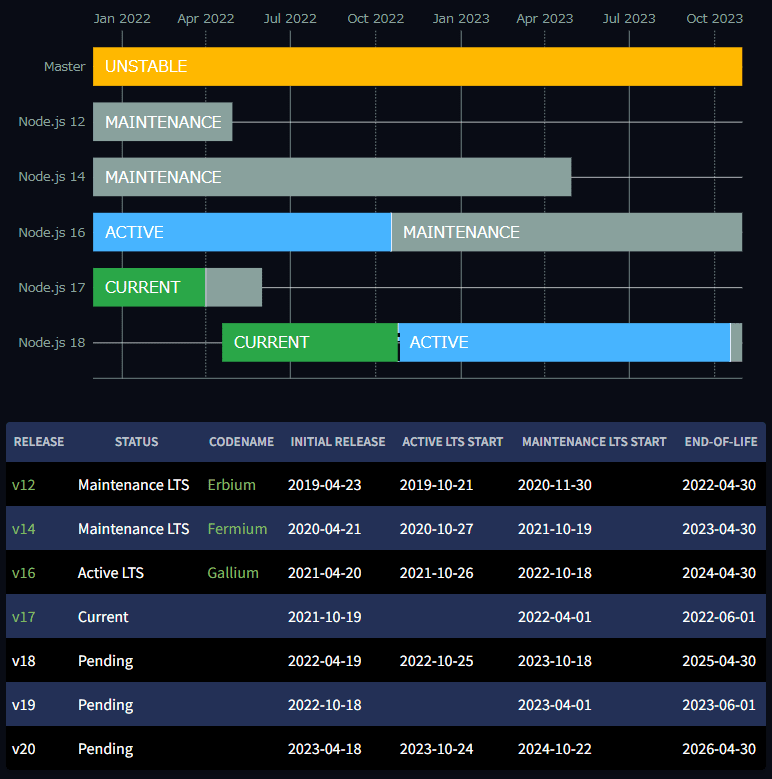 Jan 2022 Apr 2022 Jul 2022 Oct 2022 Jan 2023 Apr 2023 Jul 2023 Oct 2023
Master UNSTABLE
Node.js 12 MAINTENANCE
Node.js 14 MAINTENANCE
Node.js 16 ACTIVE MAINTENANCE
Node.js 17 CURRENT
Node.js 18 CURRENT ACTIVE
RELEASE STATUS CODENAME INITIAL RELEASE ACTIVE LTS START MAINTENANCE LTS START END-OF-LIFE
v12 Maintenance LTS Erbium 2019-04-23 2019-10-21 2020-11-30 2022-04-30
v14 Maintenance LTS Fermium 2020-04-21 2020-10-27 2021-10-19 2023-04-30
v16 Active LTS Gallium 2021-04-20 2021-10-26 2022-10-18 2024-04-30
v17 Current 2021-10-19 2022-04-01 2022-06-01
v18 Pending 2022-04-19 2022-10-25 2023-10-18 2025-04-30
v19 Pending 2022-10-18 2023-04-01 2023-06-01
v20 Pending 2023-04-18 2023-10-24 2024-10-22 2026-04-30